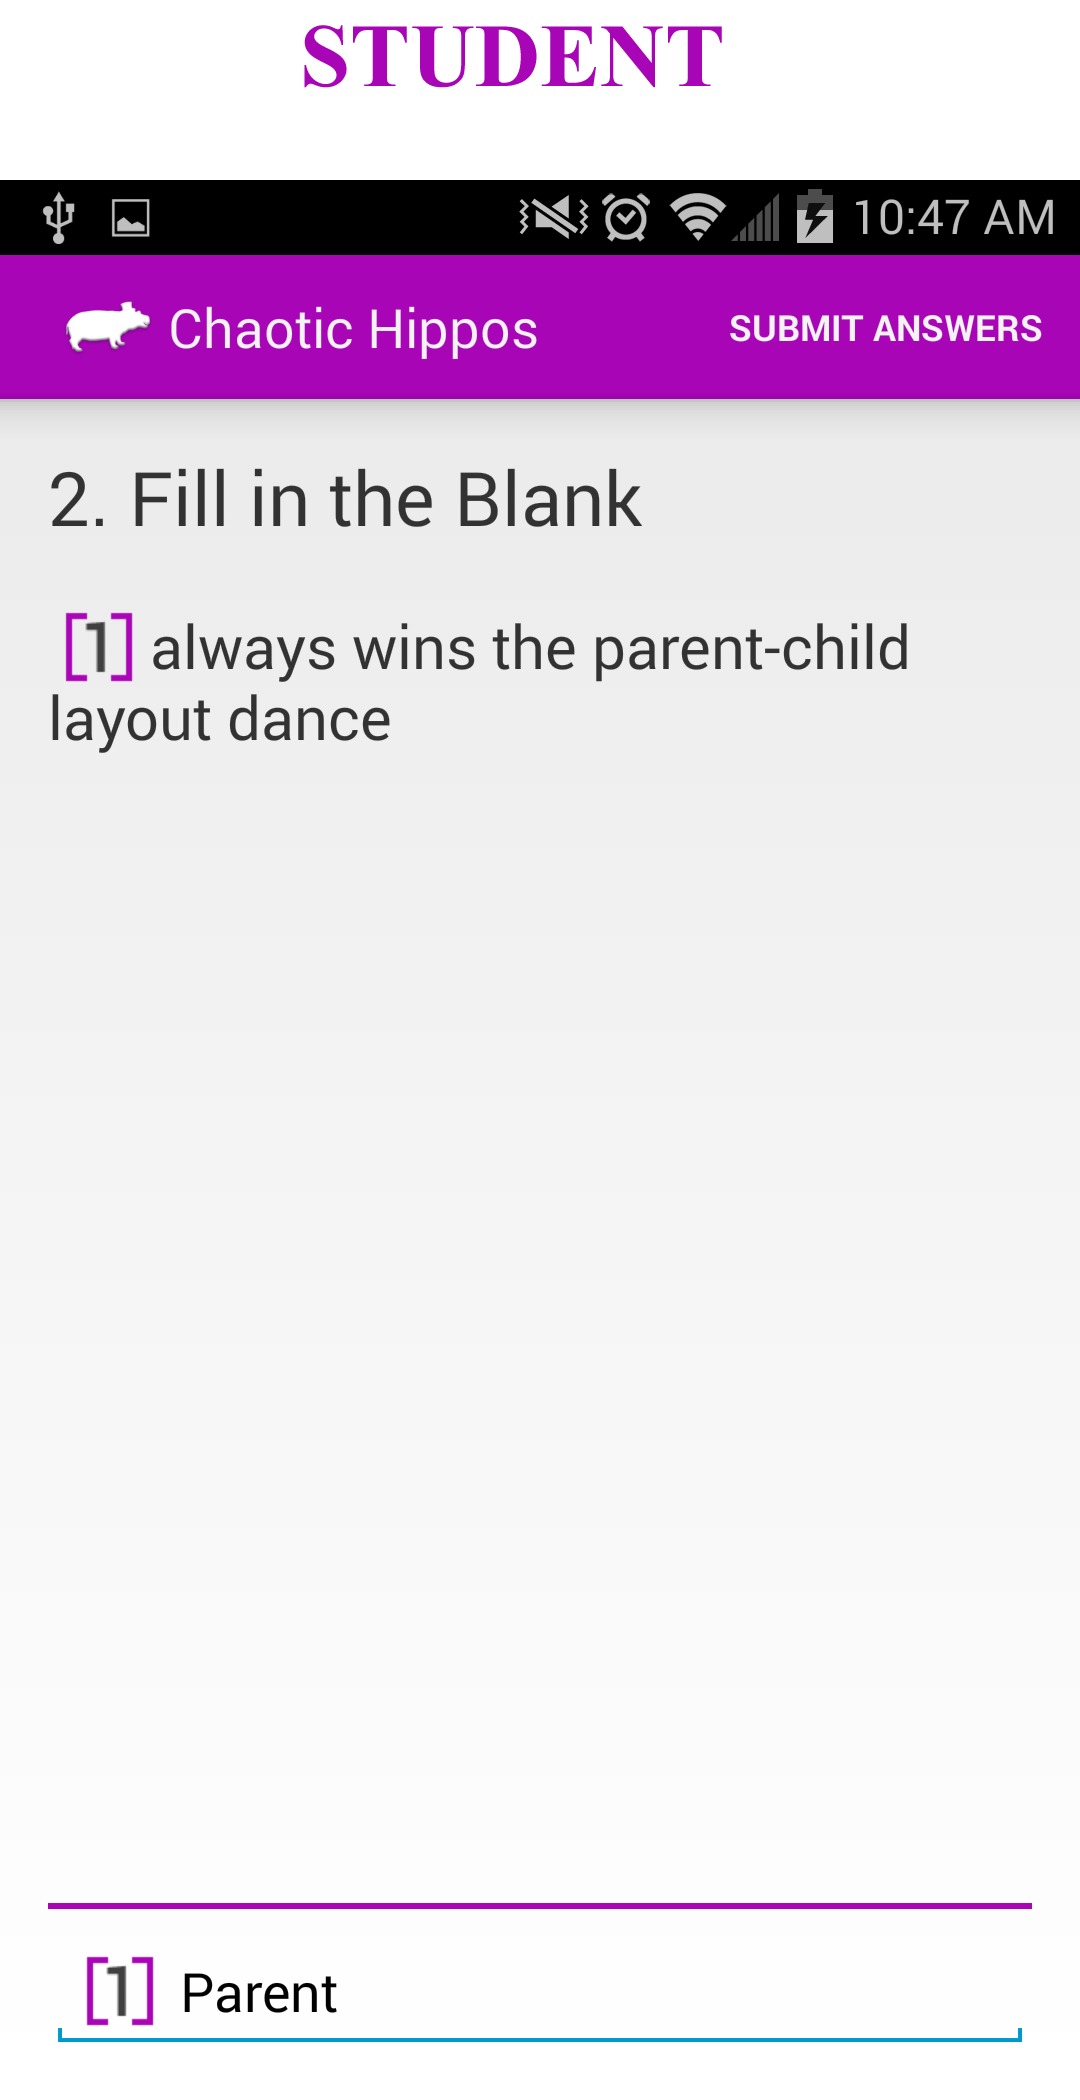 STUDENT
10:47 AM
Chaotic Hippos SUBMIT ANSWERS
2. Fill in the Blank
[1] always wins the parent-child
layout dance
[1] Parent